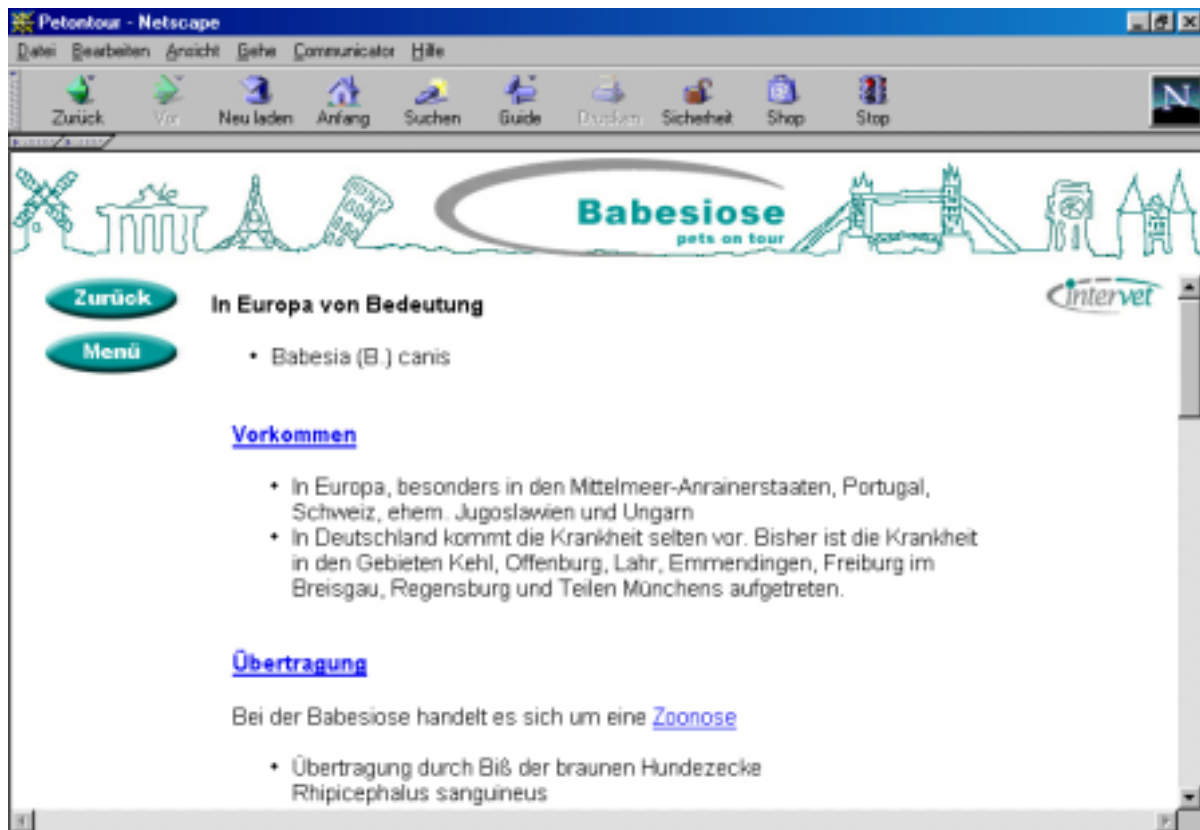 Petontour - Netscape
Datei Bearbeiten Ansicht Gehe Communicator Hilfe
Zurück Vor Neu laden Anfang Suchen Guide Drucken Sicherheit Shop Stop
N
Babesiose
pets on tour
Zurück
Menü
intervet
In Europa von Bedeutung
• Babesia (B.) canis
Vorkommen
• In Europa, besonders in den Mittelmeer-Anrainerstaaten, Portugal,
Schweiz, ehem. Jugoslawien und Ungarn
• In Deutschland kommt die Krankheit selten vor. Bisher ist die Krankheit
in den Gebieten Kehl, Offenburg, Lahr, Emmendingen, Freiburg im
Breisgau, Regensburg und Teilen Münchens aufgetreten.
Übertragung
Bei der Babesiose handelt es sich um eine Zoonose
• Übertragung durch Biß der braunen Hundezecke
Rhipicephalus sanguineus